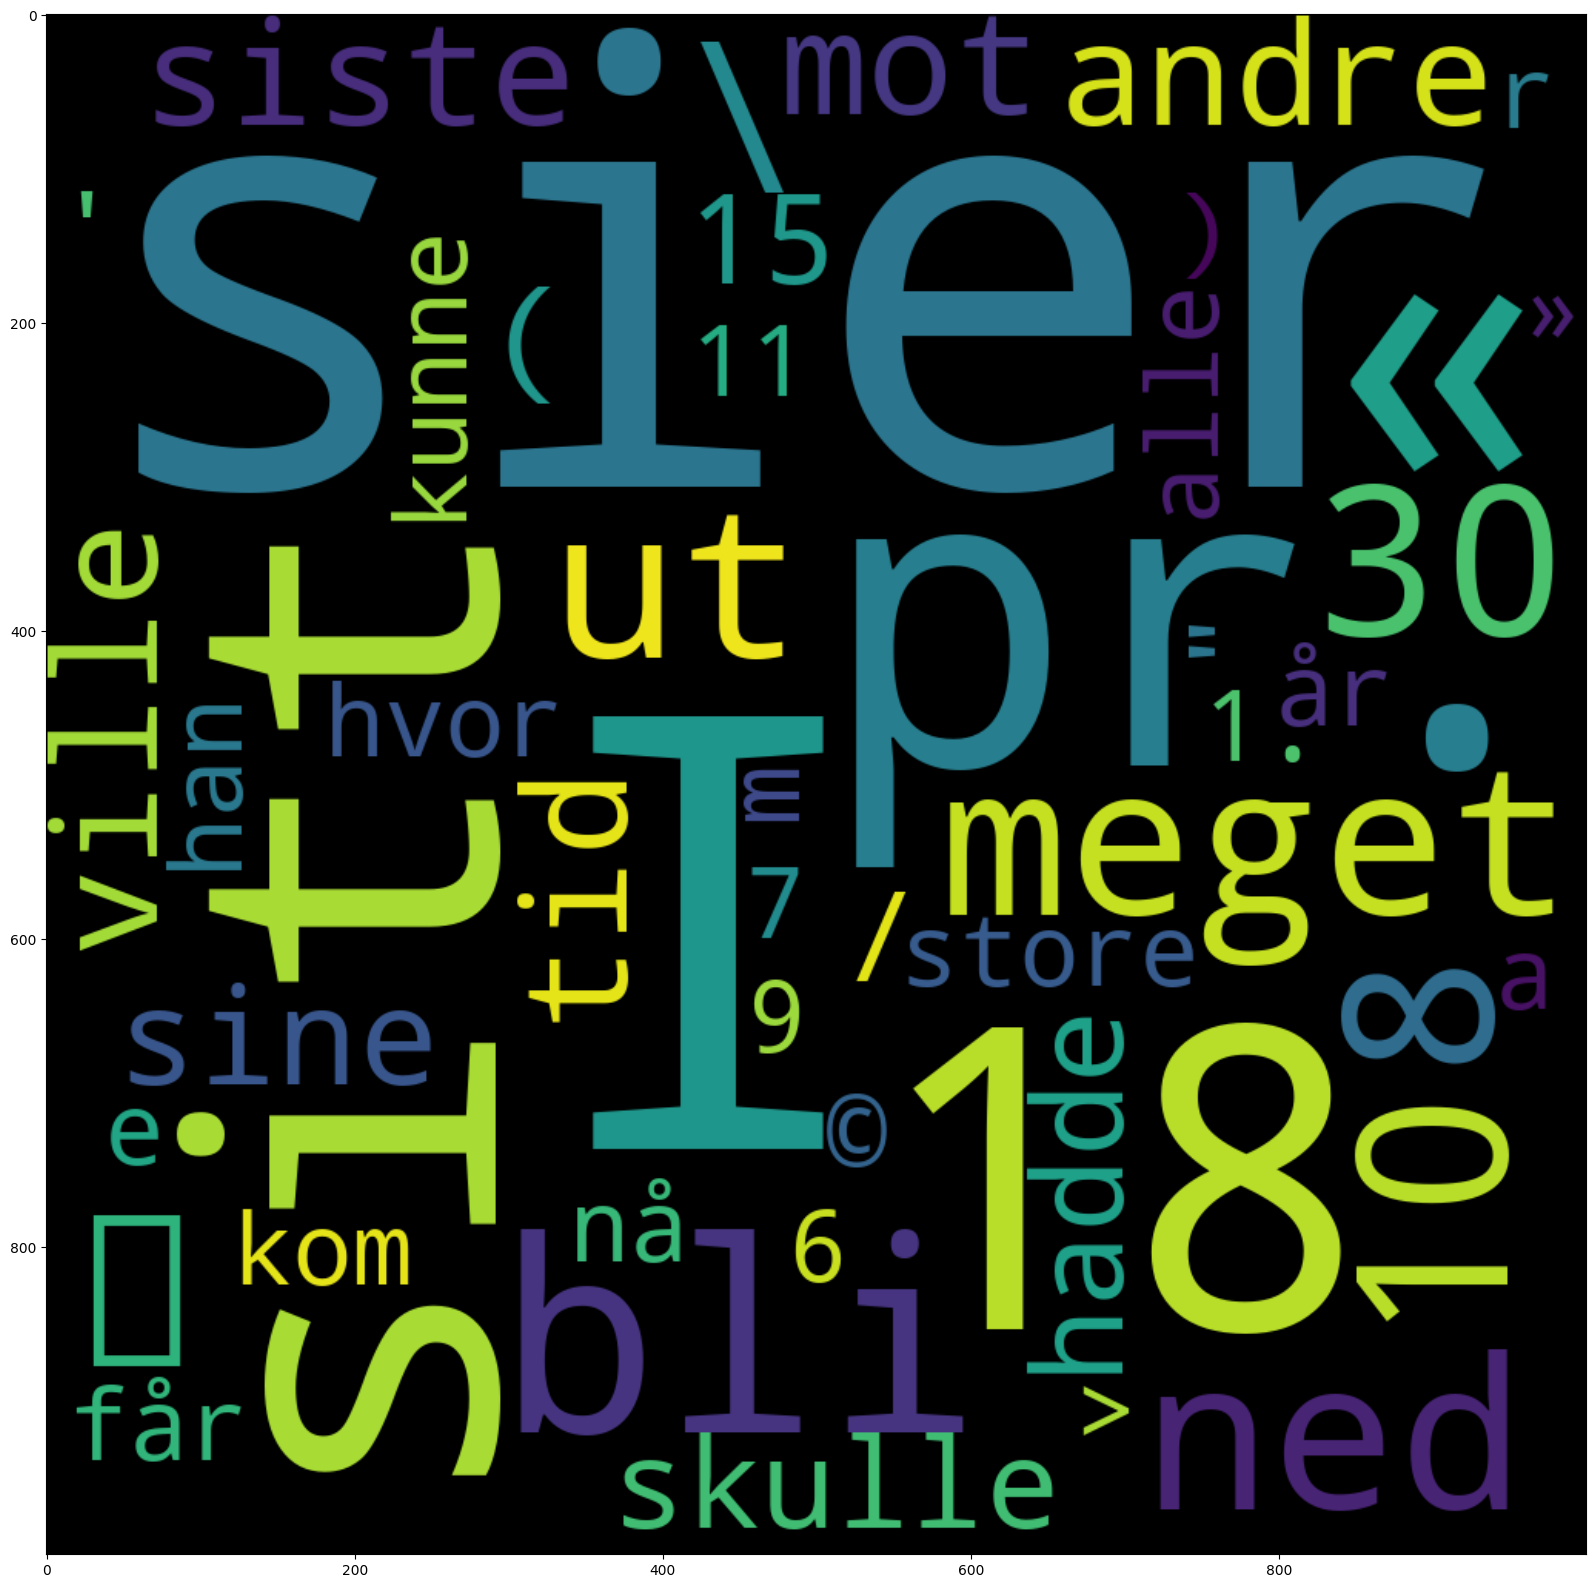 siste
\
mot
andre
r
sier
'
15
kunne
(
11
alle
)
«
»
30
ville
sitt
ut
pr.
"
år
1.
han
hvor
I
tid
m
7
9
meget
/
store
a
8
sine
e
©
18
hadde
10
kom
nå
6
bli
får
skulle
>
ned
0
200
400
600
800
0
200
400
600
800